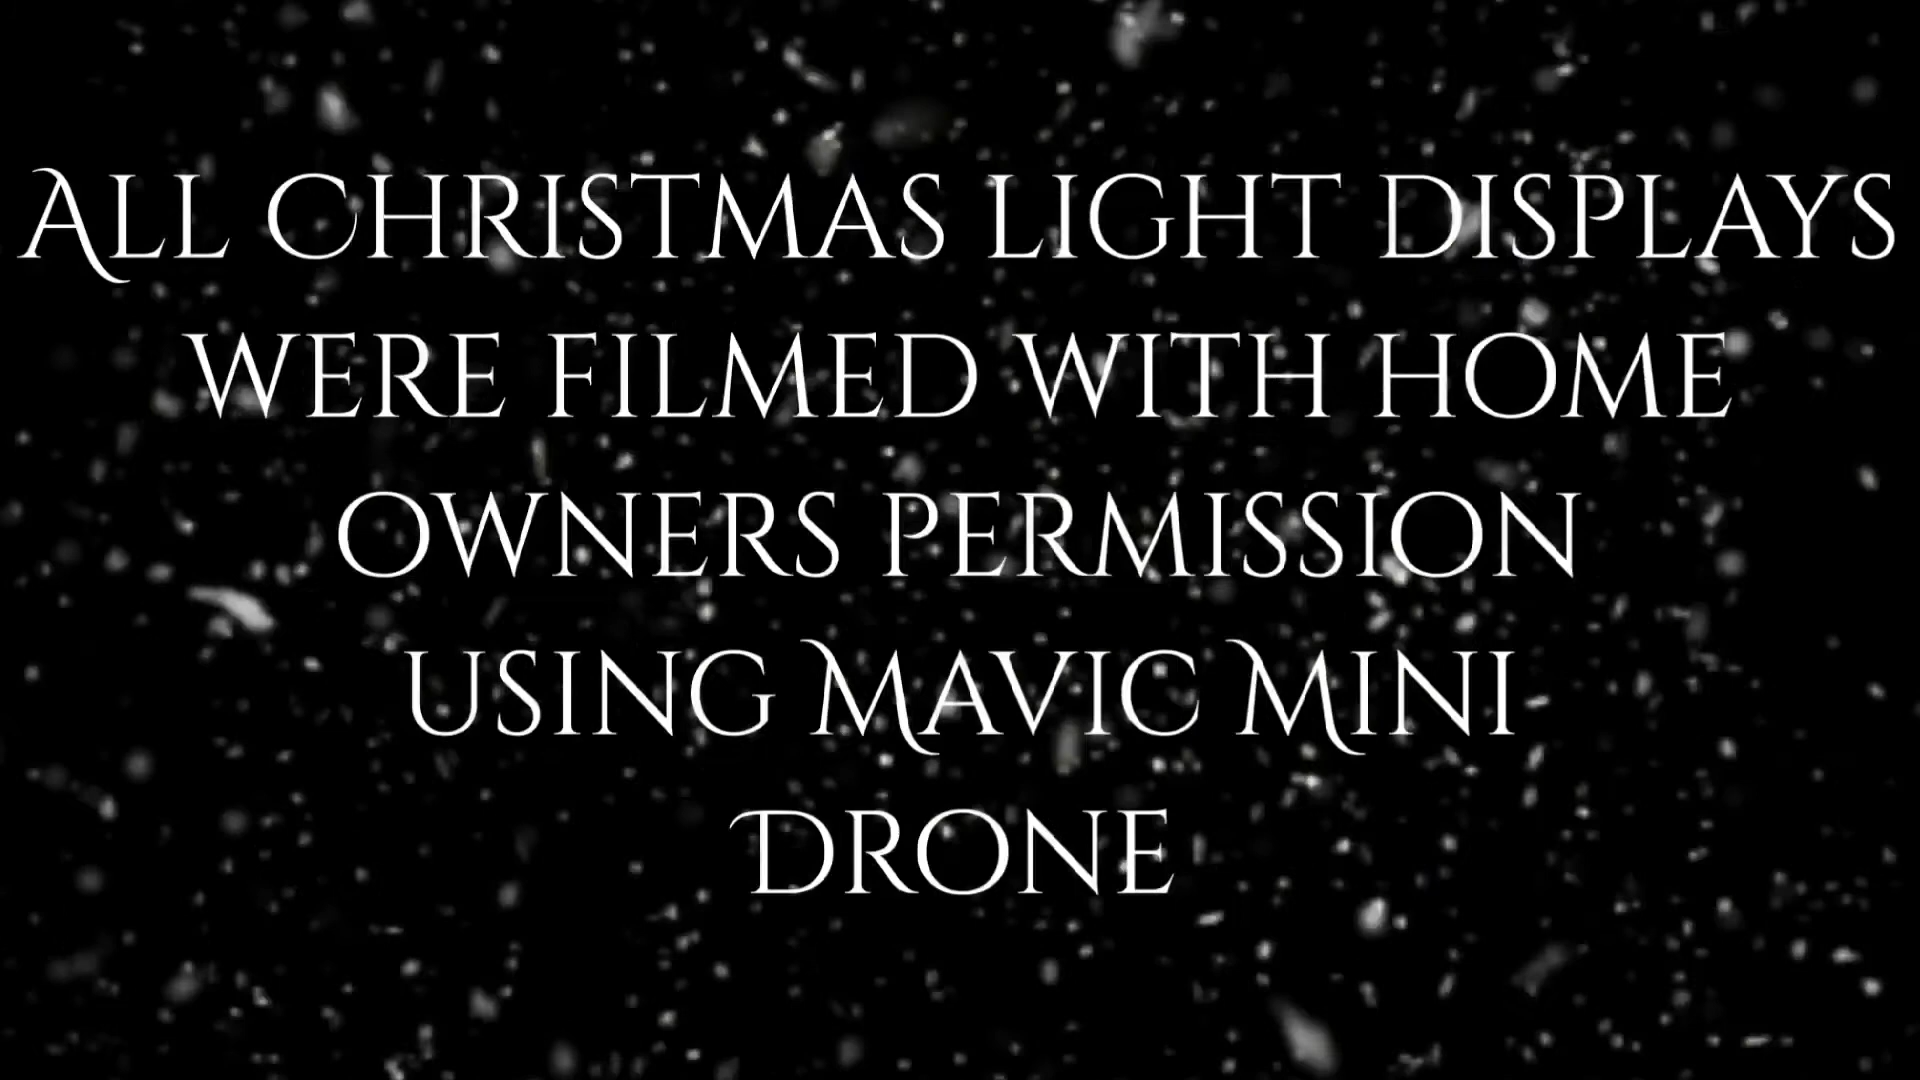 All Christmas light Displays
were filmed with home
owners permission
using Mavic Mini
Drone